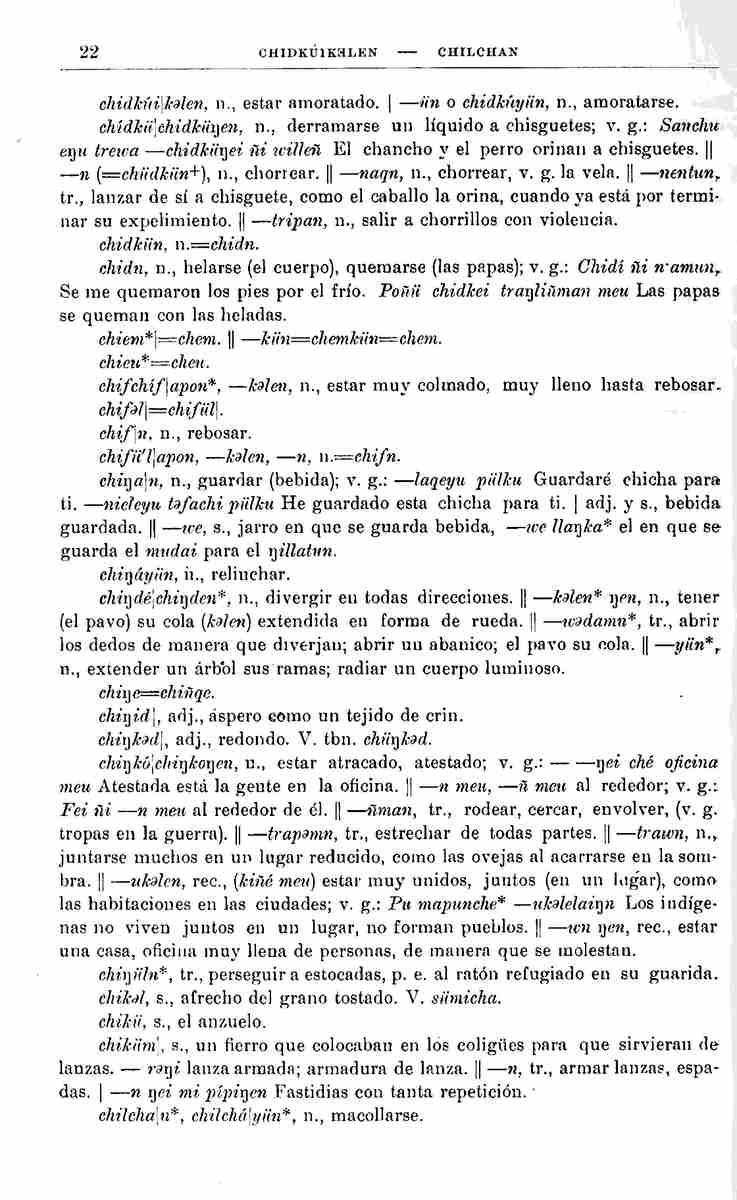 22 CHIDKÚIKƎLEN — CHILCHAN
chidkúi|kəlen, n., estar amoratado. | —ün o chidkúyün, n., amoratarse.
chídkü|chidküŋen, n., derramarse un líquido a chisguetes; v. g.: Sanchu
eŋu trewa —chidküŋei ñi willeñ El chancho y el perro orinan a chisguetes. ||
—n (=chüdkün+), n., chorrear. || —naqn, n., chorrear, v. g. la vela. || —nentun,
tr., lanzar de sí a chisguete, como el caballo la orina, cuando ya está por termi-
nar su expelimiento. || —tripan, n., salir a chorrillos con violencia.
chidkün, n.=chidn.
chidn, n., helarse (el cuerpo), quemarse (las papas); v. g.: Chidí ñi n·amun,
Se me quemaron los pies por el frío. Poñü chidkei traŋliñman meu Las papas
se queman con las heladas.
chiem*|=chem. || —kün=chemkün=chem.
chieu*=cheu.
chifchíf|apon*, —kəlen, n., estar muy colmado, muy lleno hasta rebosar.
chifəl|=chifül|.
chif|n, n., rebosar.
chifü'l|apon, —kəlen, —n, n.=chifn.
chiŋa|n, n., guardar (bebida); v. g.: —laqeyu pülku Guardaré chicha para
ti. —nieleyu təfachi pülku He guardado esta chicha para ti. | adj. y s., bebida
guardada. || —we, s., jarro en que se guarda bebida, —we llaŋka* el en que se
guarda el mudai para el ŋillatun.
chiŋáyün, n., relinchar.
chiŋdé|chiŋden*, n., divergir en todas direcciones. || —kəlen* ŋen, n., tener
(el pavo) su cola (kəlen) extendida en forma de rueda. || —wədamn*, tr., abrir
los dedos de manera que diverjan; abrir un abanico; el pavo su cola. || —yün*,
n., extender un árbol sus ramas; radiar un cuerpo luminoso.
chiŋe=chiñqe.
chiŋid|, adj., áspero como un tejido de crin.
chiŋkəd|, adj., redondo. V. tbn. chüŋkəd.
chiŋkó|chiŋkoŋen, n., estar atracado, atestado; v. g.: — —ŋei ché oficina
meu Atestada está la gente en la oficina. || —n meu, —ñ meu al rededor; v. g.:
Fei ñi —n meu al rededor de él. || —ñman, tr., rodear, cercar, envolver, (v. g.
tropas en la guerra). || —trapəmn, tr., estrechar de todas partes. || —trawn, n.,
juntarse muchos en un lugar reducido, como las ovejas al acarrarse en la som-
bra. || —ukəlen, rec., (kiñé meu) estar muy unidos, juntos (en un lugar), como
las habitaciones en las ciudades; v. g.: Pu mapunche* —ukəlelaiŋn Los indíge-
nas no viven juntos en un lugar, no forman pueblos. || —wn ŋen, rec., estar
una casa, oficina muy llena de personas, de manera que se molestan.
chiŋüln*, tr., perseguir a estocadas, p. e. al ratón refugiado en su guarida.
chikəl, s., afrecho del grano tostado. V. sümicha.
chikü, s., el anzuelo.
chiküm|, s., un fierro que colocaban en los coligües para que sirvieran de
lanzas. — rəŋi lanza armada; armadura de lanza. || —n, tr., armar lanzas, espa-
das. | —n ŋei mi pípiŋen Fastidias con tanta repetición.
chilcha|n*, chilchá|yün*, n., macollarse.